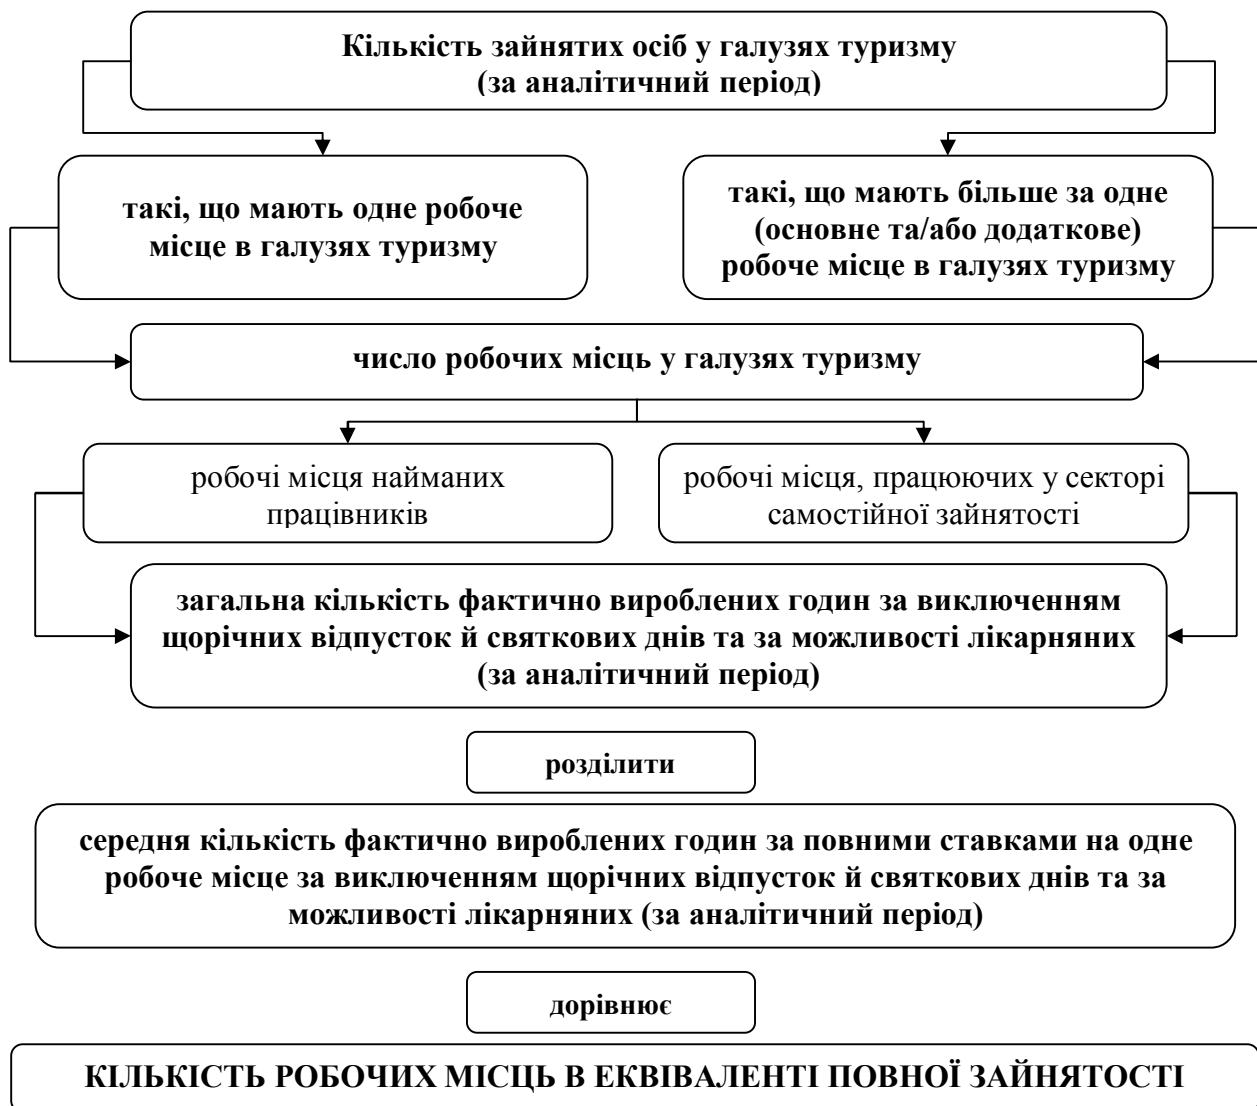 Кількість зайнятих осіб у галузях туризму
(за аналітичний період)
такі, що мають одне робоче
місце в галузях туризму
такі, що мають більше за одне
(основне та/або додаткове)
робоче місце в галузях туризму
число робочих місць у галузях туризму
робочі місця найманих
працівників
робочі місця, працюючих у секторі
самостійної зайнятості
загальна кількість фактично вироблених годин за виключенням
щорічних відпусток й святкових днів та за можливості лікарняних
(за аналітичний період)
розділити
середня кількість фактично вироблених годин за повними ставками на одне
робоче місце за виключенням щорічних відпусток й святкових днів та за
можливості лікарняних (за аналітичний період)
дорівнює
КІЛЬКІСТЬ РОБОЧИХ МІСЦЬ В ЕКВІВАЛЕНТІ ПОВНОЇ ЗАЙНЯТОСТІ